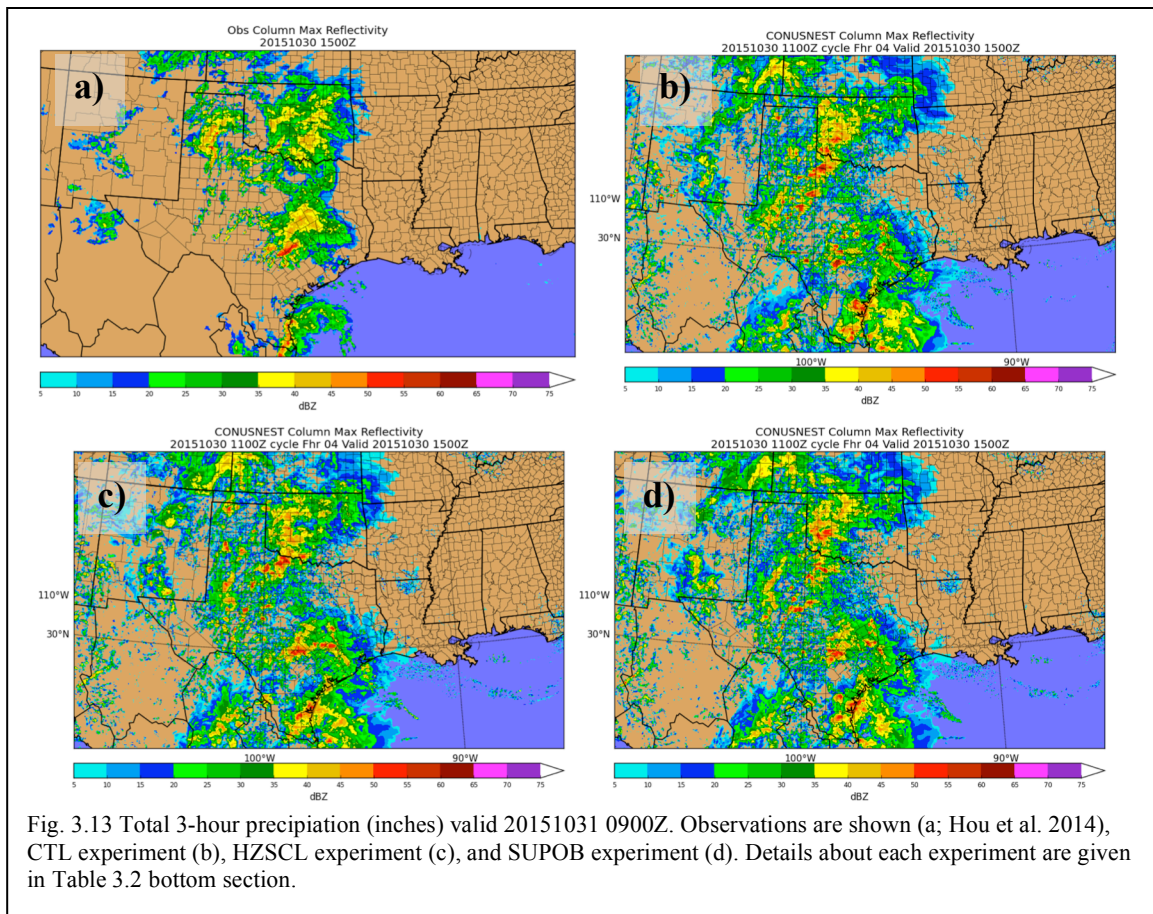 Obs Column Max Reflectivity
20151030 1500Z
a)
5 10 15 20 25 30 35 40 45 50 55 60 65 70 75
dBZ
CONUSNEST Column Max Reflectivity
20151030 1100Z cycle Fhr 04 Valid 20151030 1500Z
b)
110°W
30°N
100°W 90°W
5 10 15 20 25 30 35 40 45 50 55 60 65 70 75
dBZ
CONUSNEST Column Max Reflectivity
20151030 1100Z cycle Fhr 04 Valid 20151030 1500Z
c)
110°W
30°N
100°W 90°W
5 10 15 20 25 30 35 40 45 50 55 60 65 70 75
dBZ
CONUSNEST Column Max Reflectivity
20151030 1100Z cycle Fhr 04 Valid 20151030 1500Z
d)
110°W
30°N
100°W 90°W
5 10 15 20 25 30 35 40 45 50 55 60 65 70 75
dBZ
Fig. 3.13 Total 3-hour precipiation (inches) valid 20151031 0900Z. Observations are shown (a; Hou et al. 2014),
CTL experiment (b), HZSCL experiment (c), and SUPOB experiment (d). Details about each experiment are given
in Table 3.2 bottom section.